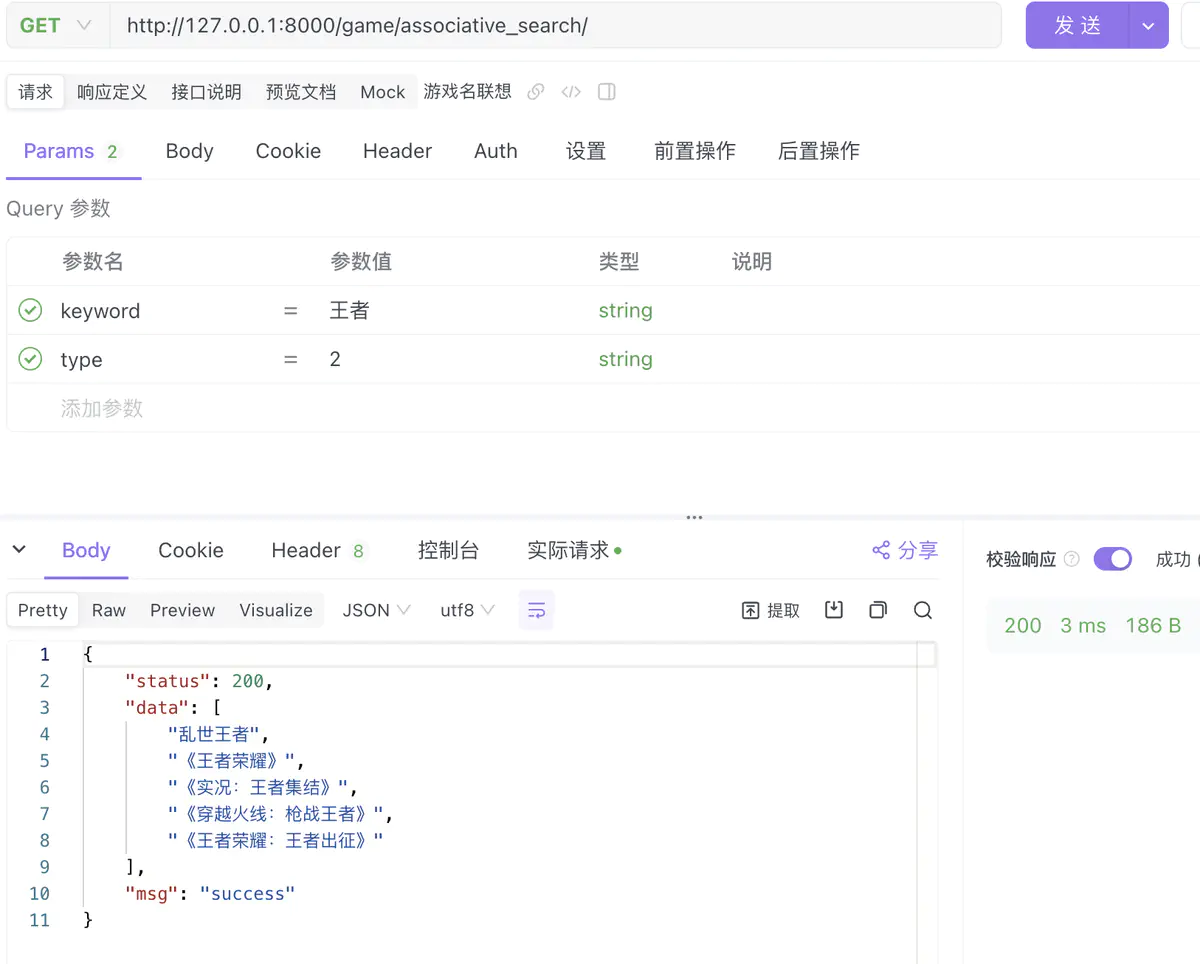 GET http://127.0.0.1:8000/game/associative_search/ 发 送
请求 响应定义 接口说明 预览文档 Mock 游戏名联想
Params 2 Body Cookie Header Auth 设置 前置操作 后置操作
Query 参数
参数名 参数值 类型 说明
keyword = 王者 string
type = 2 string
添加参数
Body Cookie Header 8 控制台 实际请求 分享 校验响应 成功 (
Pretty Raw Preview Visualize JSON utf8 提取 200 3 ms 186 B
1 {
2 "status": 200,
3 "data": [
4 "乱世王者",
5 "《王者荣耀》",
6 "《实况：王者集结》",
7 "《穿越火线：枪战王者》",
8 "《王者荣耀：王者出征》"
9 ],
10 "msg": "success"
11 }